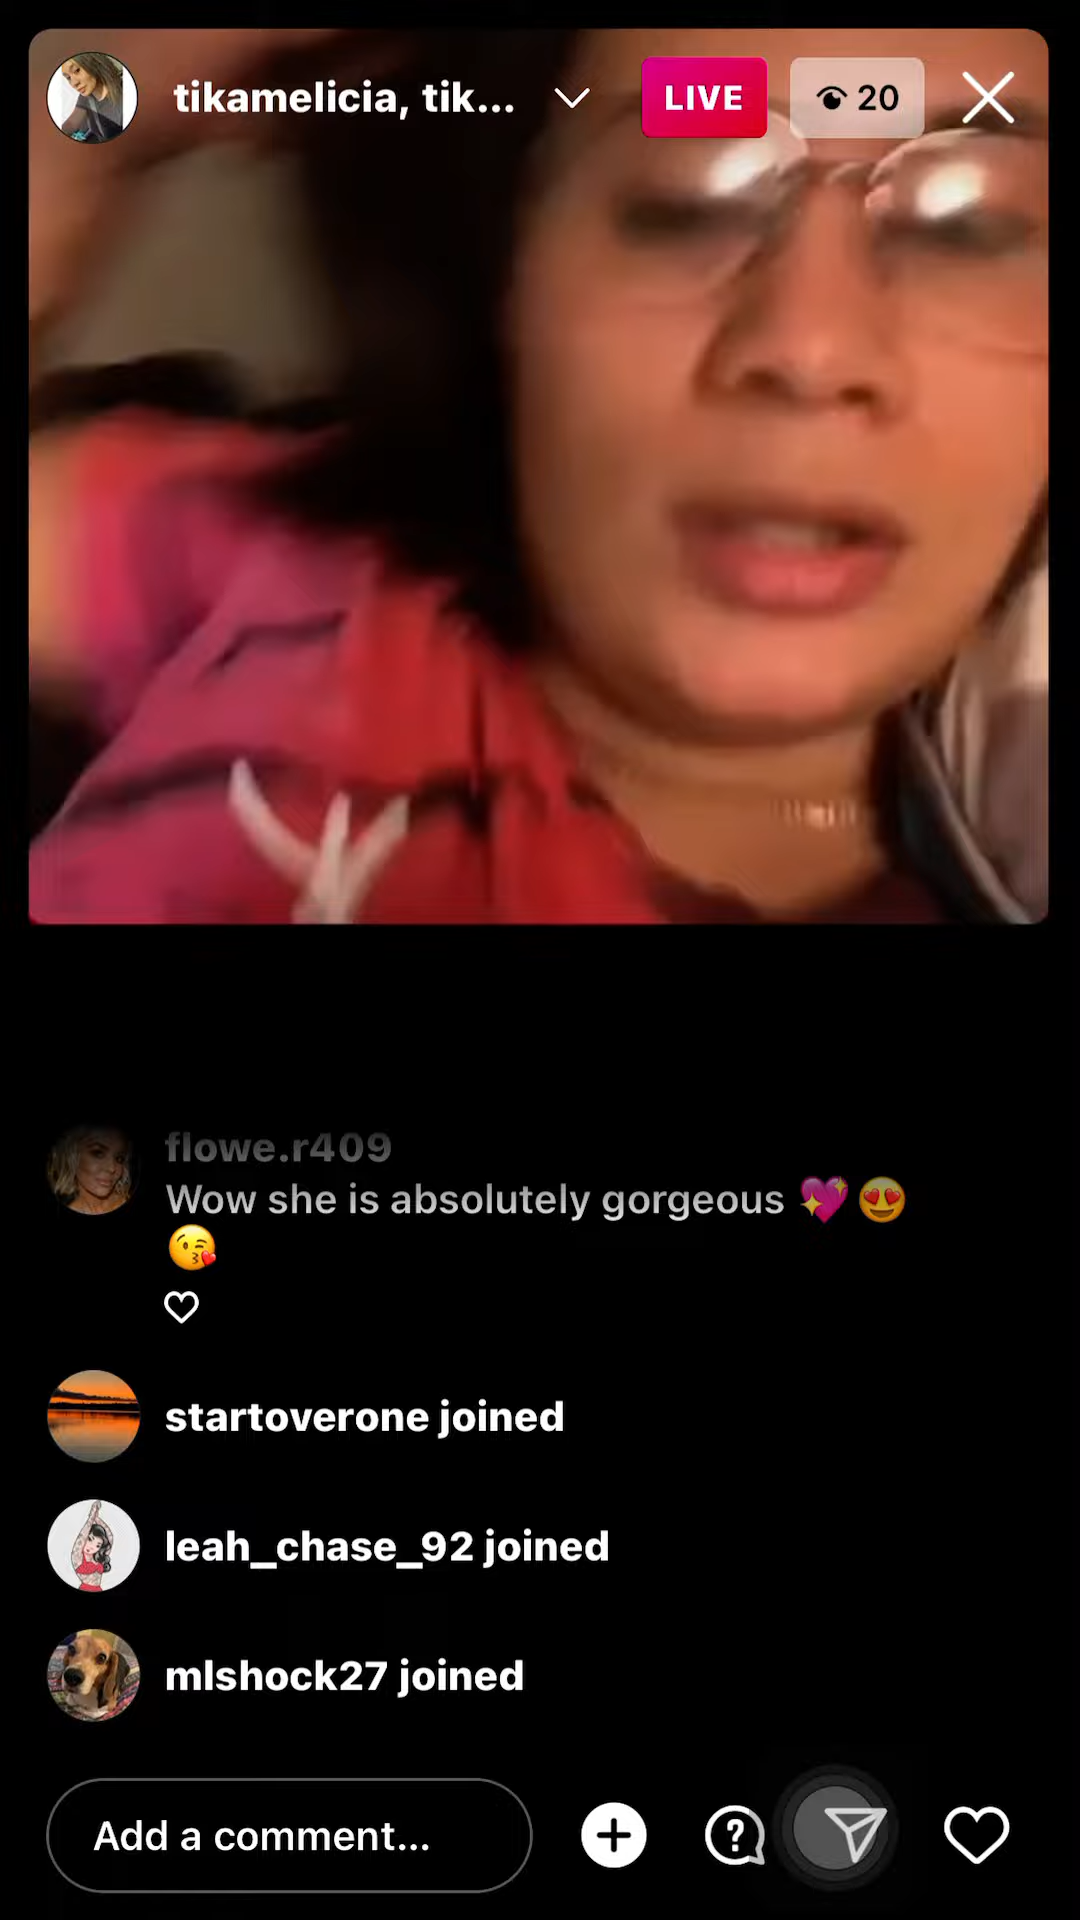 tikamelicia, tik...
LIVE
20
flowe.r409
Wow she is absolutely gorgeous 💖 😍
😘
startoverone joined
leah_chase_92 joined
mlshock27 joined
Add a comment...